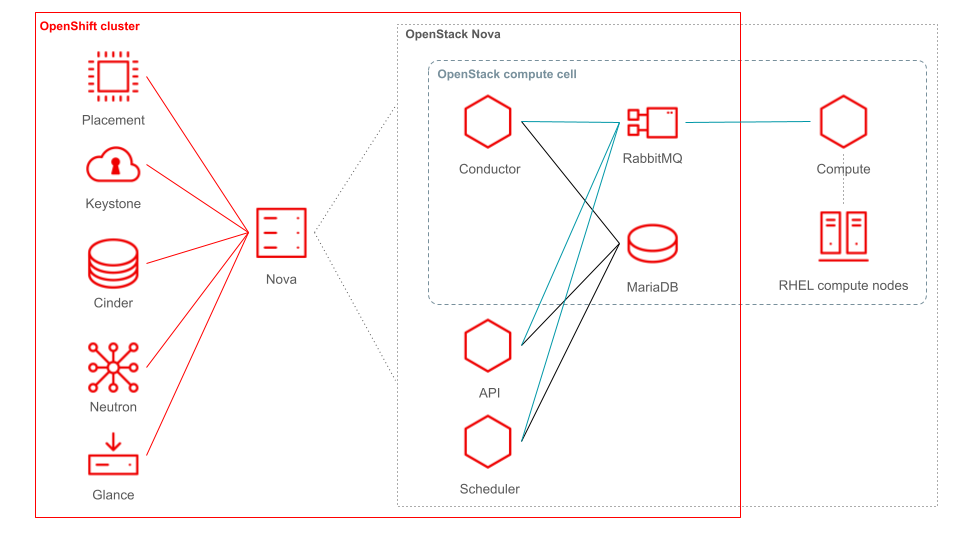 OpenShift cluster
OpenStack Nova
OpenStack compute cell
Placement
Conductor
RabbitMQ
Compute
Keystone
Nova
MariaDB
RHEL compute nodes
Cinder
Neutron
API
Glance
Scheduler